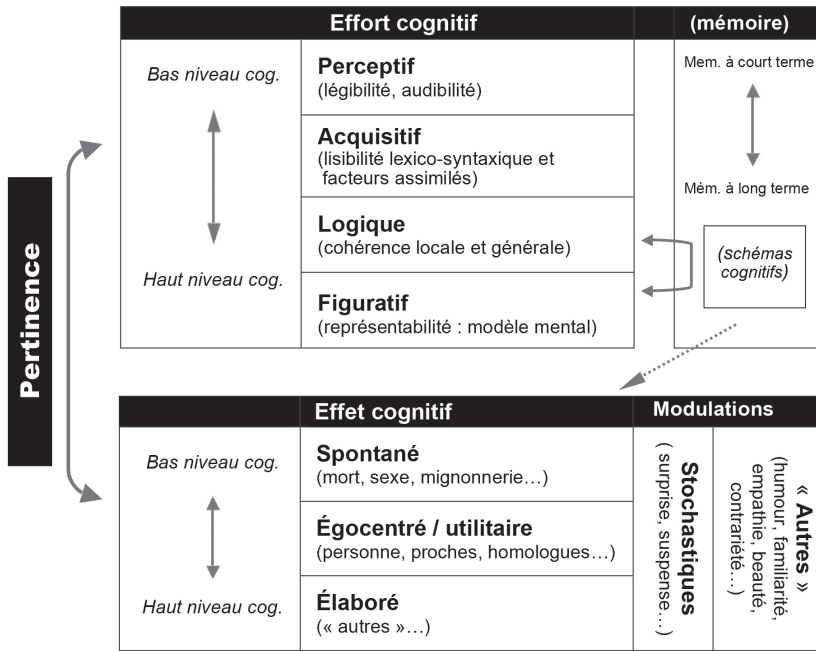 Pertinence
Effort cognitif
(mémoire)
Bas niveau cog.
Haut niveau cog.
Perceptif
(légibilité, audibilité)
Acquisitif
(lisibilité lexico-syntaxique et
facteurs assimilés)
Logique
(cohérence locale et générale)
Figuratif
(représentabilité : modèle mental)
Mem. à court terme
Mém. à long terme
(schémas
cognitifs)
Effet cognitif
Modulations
Bas niveau cog.
Haut niveau cog.
Spontané
(mort, sexe, mignonnerie…)
Égocentré / utilitaire
(personne, proches, homologues…)
Élaboré
(« autres »…)
Stochastiques
( surprise, suspense…)
« Autres »
(humour, familiarité,
empathie, beauté,
contrariété…)